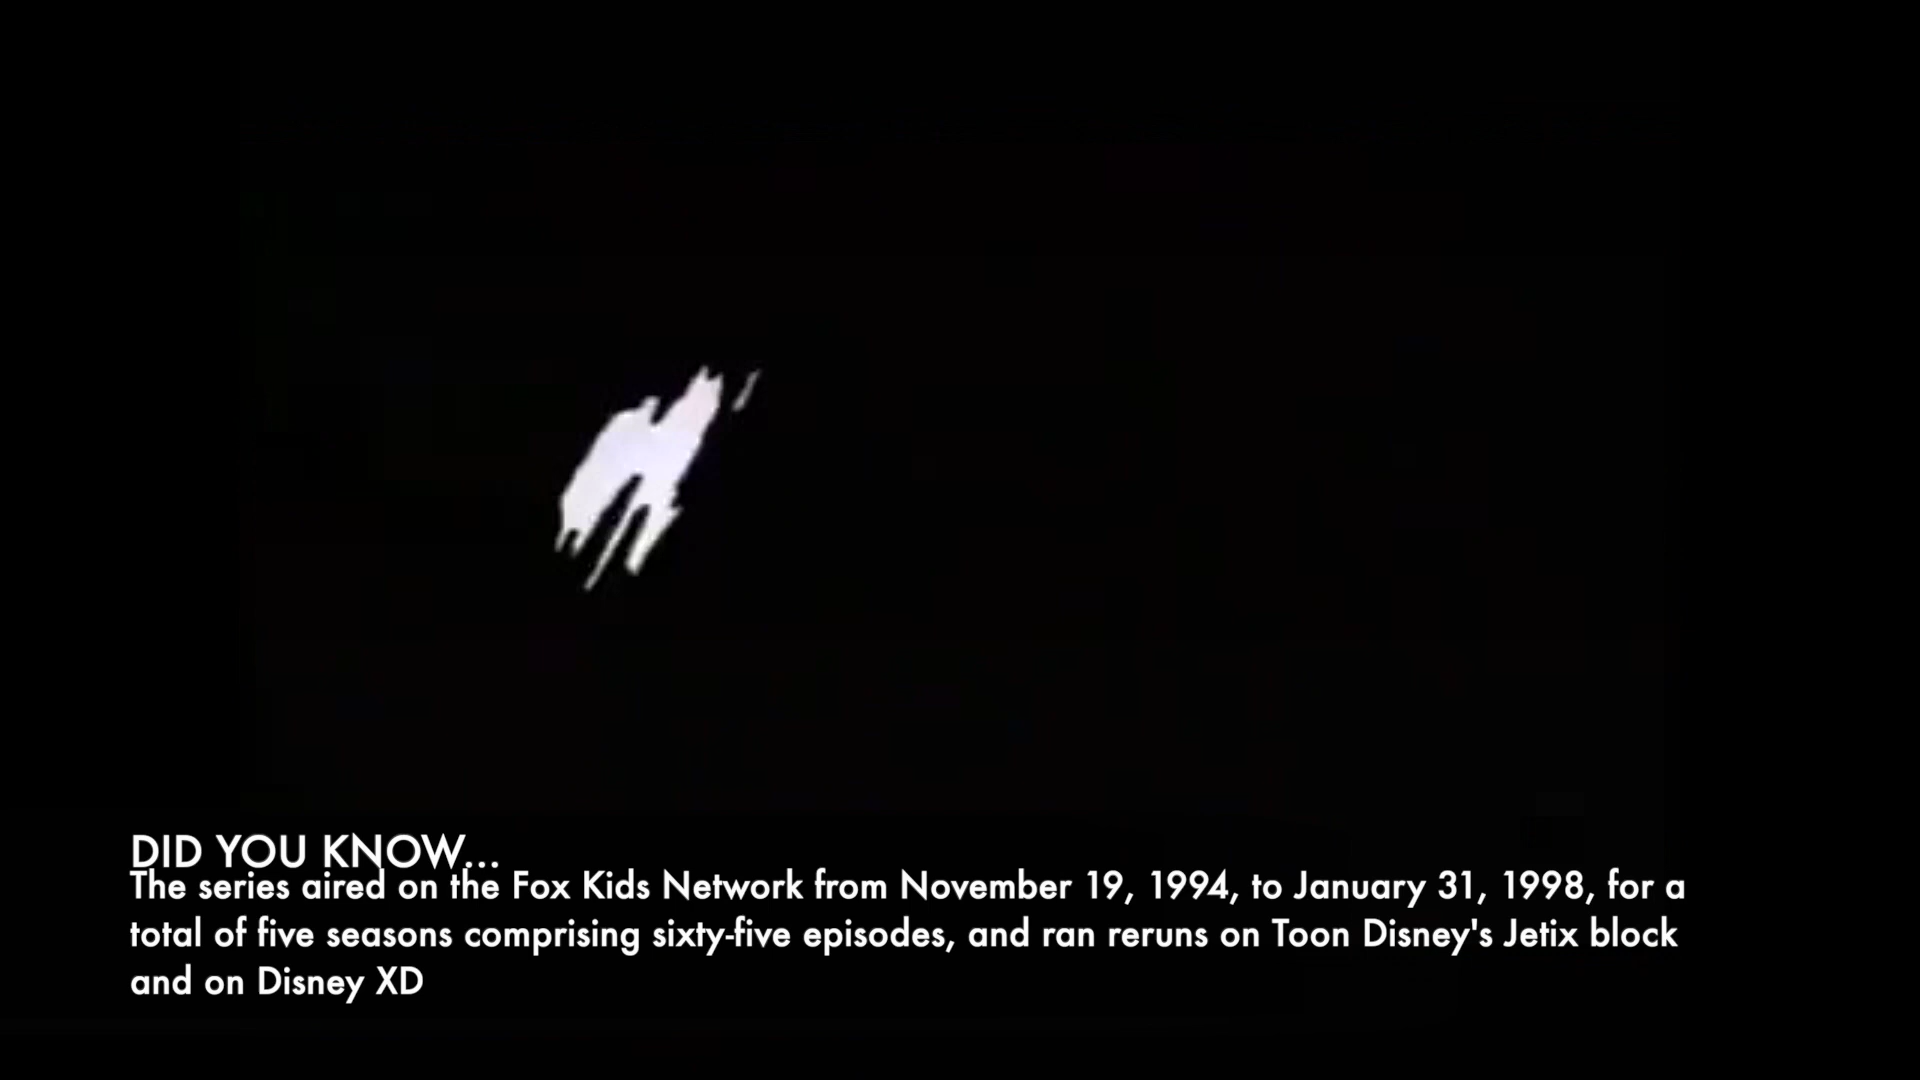 DID YOU KNOW...
The series aired on the Fox Kids Network from November 19, 1994, to January 31, 1998, for a
total of five seasons comprising sixty-five episodes, and ran reruns on Toon Disney's Jetix block
and on Disney XD